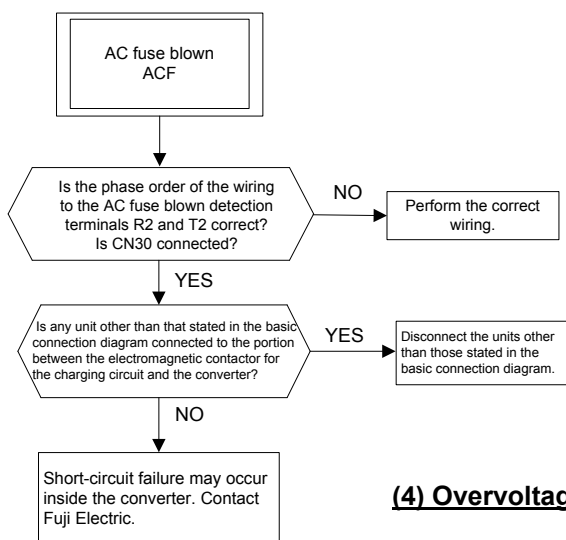 AC fuse blown
ACF
Is the phase order of the wiring
to the AC fuse blown detection
terminals R2 and T2 correct?
Is CN30 connected?
NO
Perform the correct
wiring.
YES
Is any unit other than that stated in the basic
connection diagram connected to the portion
between the electromagnetic contactor for
the charging circuit and the converter?
YES
Disconnect the units other
than those stated in the
basic connection diagram.
NO
Short-circuit failure may occur
inside the converter. Contact
Fuji Electric.
(4) Overvoltag